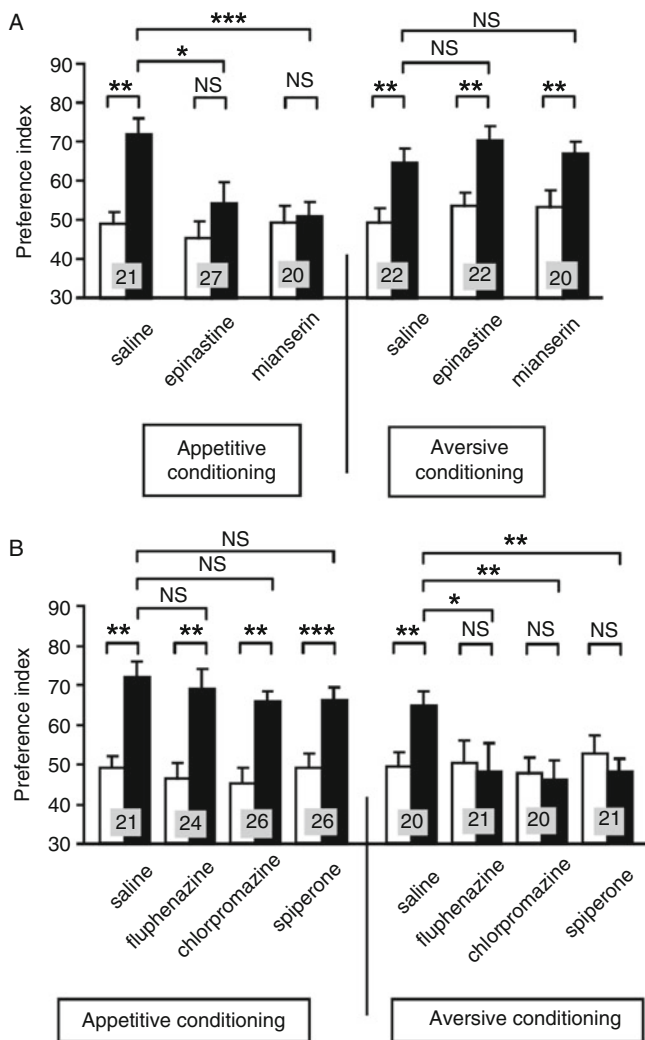 A
***
NS
*
NS
**
NS
NS
**
**
**
90
80
70
60
50
40
30
Preference index
21
27
20
22
22
20
saline
epinastine
mianserin
saline
epinastine
mianserin
Appetitive
conditioning
Aversive
conditioning
B
NS
NS
NS
**
**
*
**
**
**
***
**
NS
NS
NS
90
80
70
60
50
40
30
Preference index
21
24
26
26
20
21
20
21
saline
fluphenazine
chlorpromazine
spiperone
saline
fluphenazine
chlorpromazine
spiperone
Appetitive conditioning
Aversive conditioning